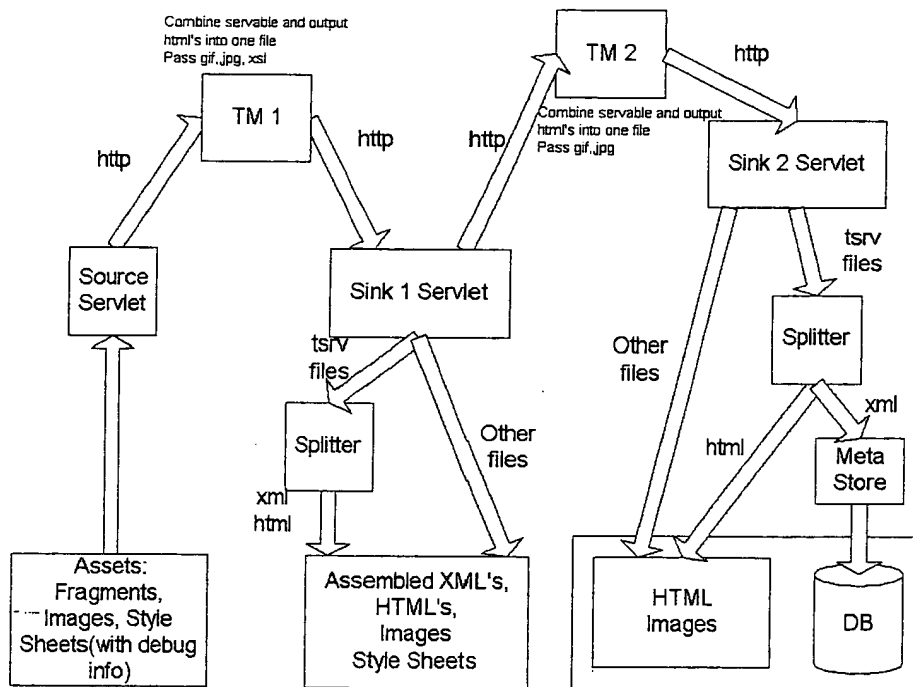 Combine servable and output
html's into one file
Pass gif,.jpg, xsl
TM 1
http
http
Source
Servlet
Assets:
Fragments,
Images, Style
Sheets(with debug
info)
Sink 1 Servlet
tsrv
files
Splitter
xml
html
Other
files
Assembled XML's,
HTML's,
Images
Style Sheets
http
TM 2
Combine servable and output
html's into one file
Pass gif,.jpg
http
Sink 2 Servlet
tsrv
files
Splitter
Other
files
html
xml
Meta
Store
HTML
Images
DB